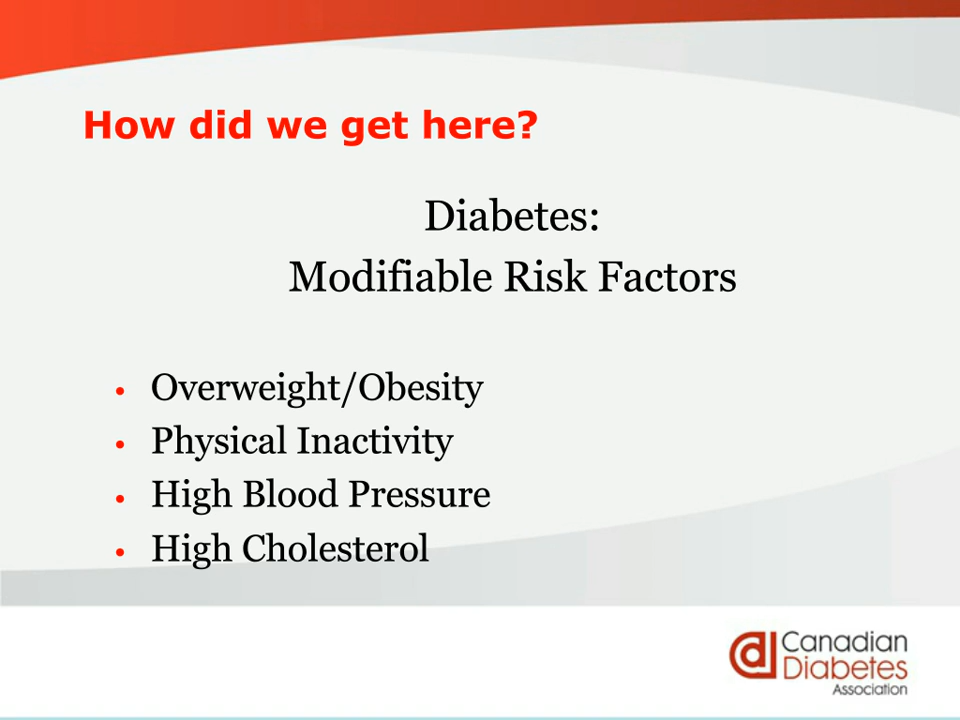 How did we get here?
Diabetes:
Modifiable Risk Factors
• Overweight/Obesity
• Physical Inactivity
• High Blood Pressure
• High Cholesterol
Canadian
Diabetes
Association